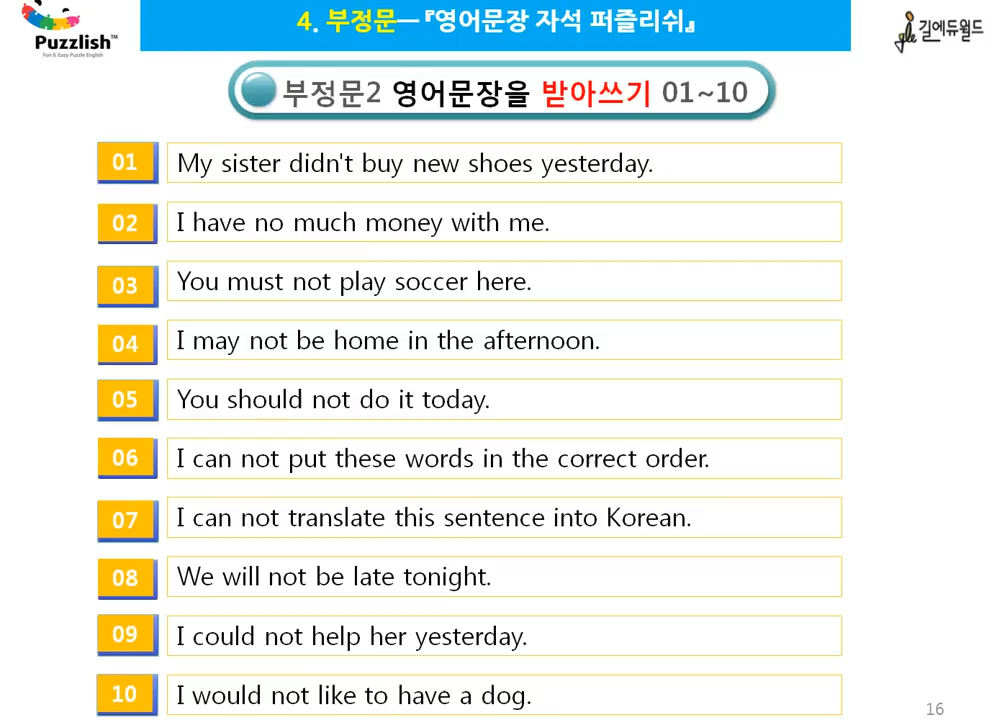 Puzzlish™
Fun & Easy Puzzle English
4. 부정문—『영어문장 자석 퍼즐리쉬』
길에듀월드
부정문2 영어문장을 받아쓰기 01~10
01 My sister didn't buy new shoes yesterday.
02 I have no much money with me.
03 You must not play soccer here.
04 I may not be home in the afternoon.
05 You should not do it today.
06 I can not put these words in the correct order.
07 I can not translate this sentence into Korean.
08 We will not be late tonight.
09 I could not help her yesterday.
10 I would not like to have a dog.
16